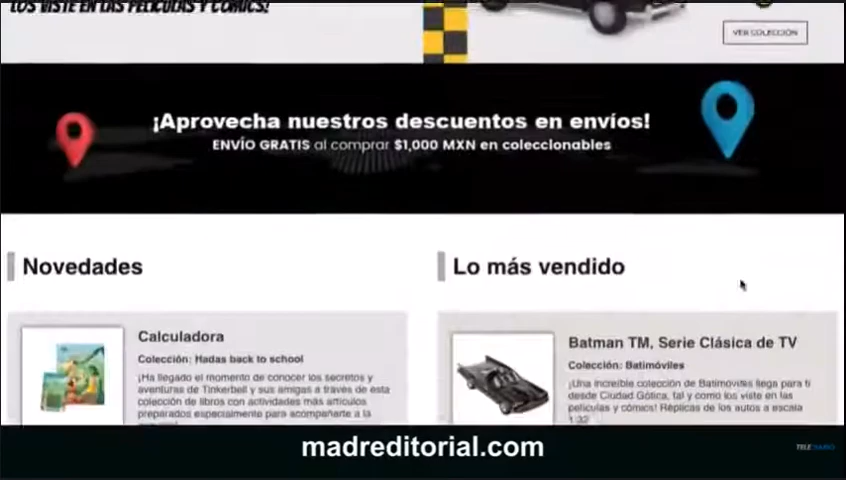 LOS VISTE EN LAS PELÍCULAS Y CÓMICS!
VER COLECCIÓN
¡Aprovecha nuestros descuentos en envíos!
ENVÍO GRATIS al comprar $1,000 MXN en coleccionables
Novedades
Calculadora
Colección: Hadas back to school
¡Ha llegado el momento de conocer los secretos y
aventuras de Tinkerbell y sus amigas a través de esta
colección de libros con actividades más artículos
preparados especialmente para acompañarte a la
Lo más vendido
Batman TM, Serie Clásica de TV
Colección: Batimóviles
¡Una increíble colección de Batimóviles llega para ti
desde Ciudad Gótica, tal y como los viste en las
películas y cómics! Réplicas de los autos a escala
1:32
madreditorial.com
TELEDIARIO